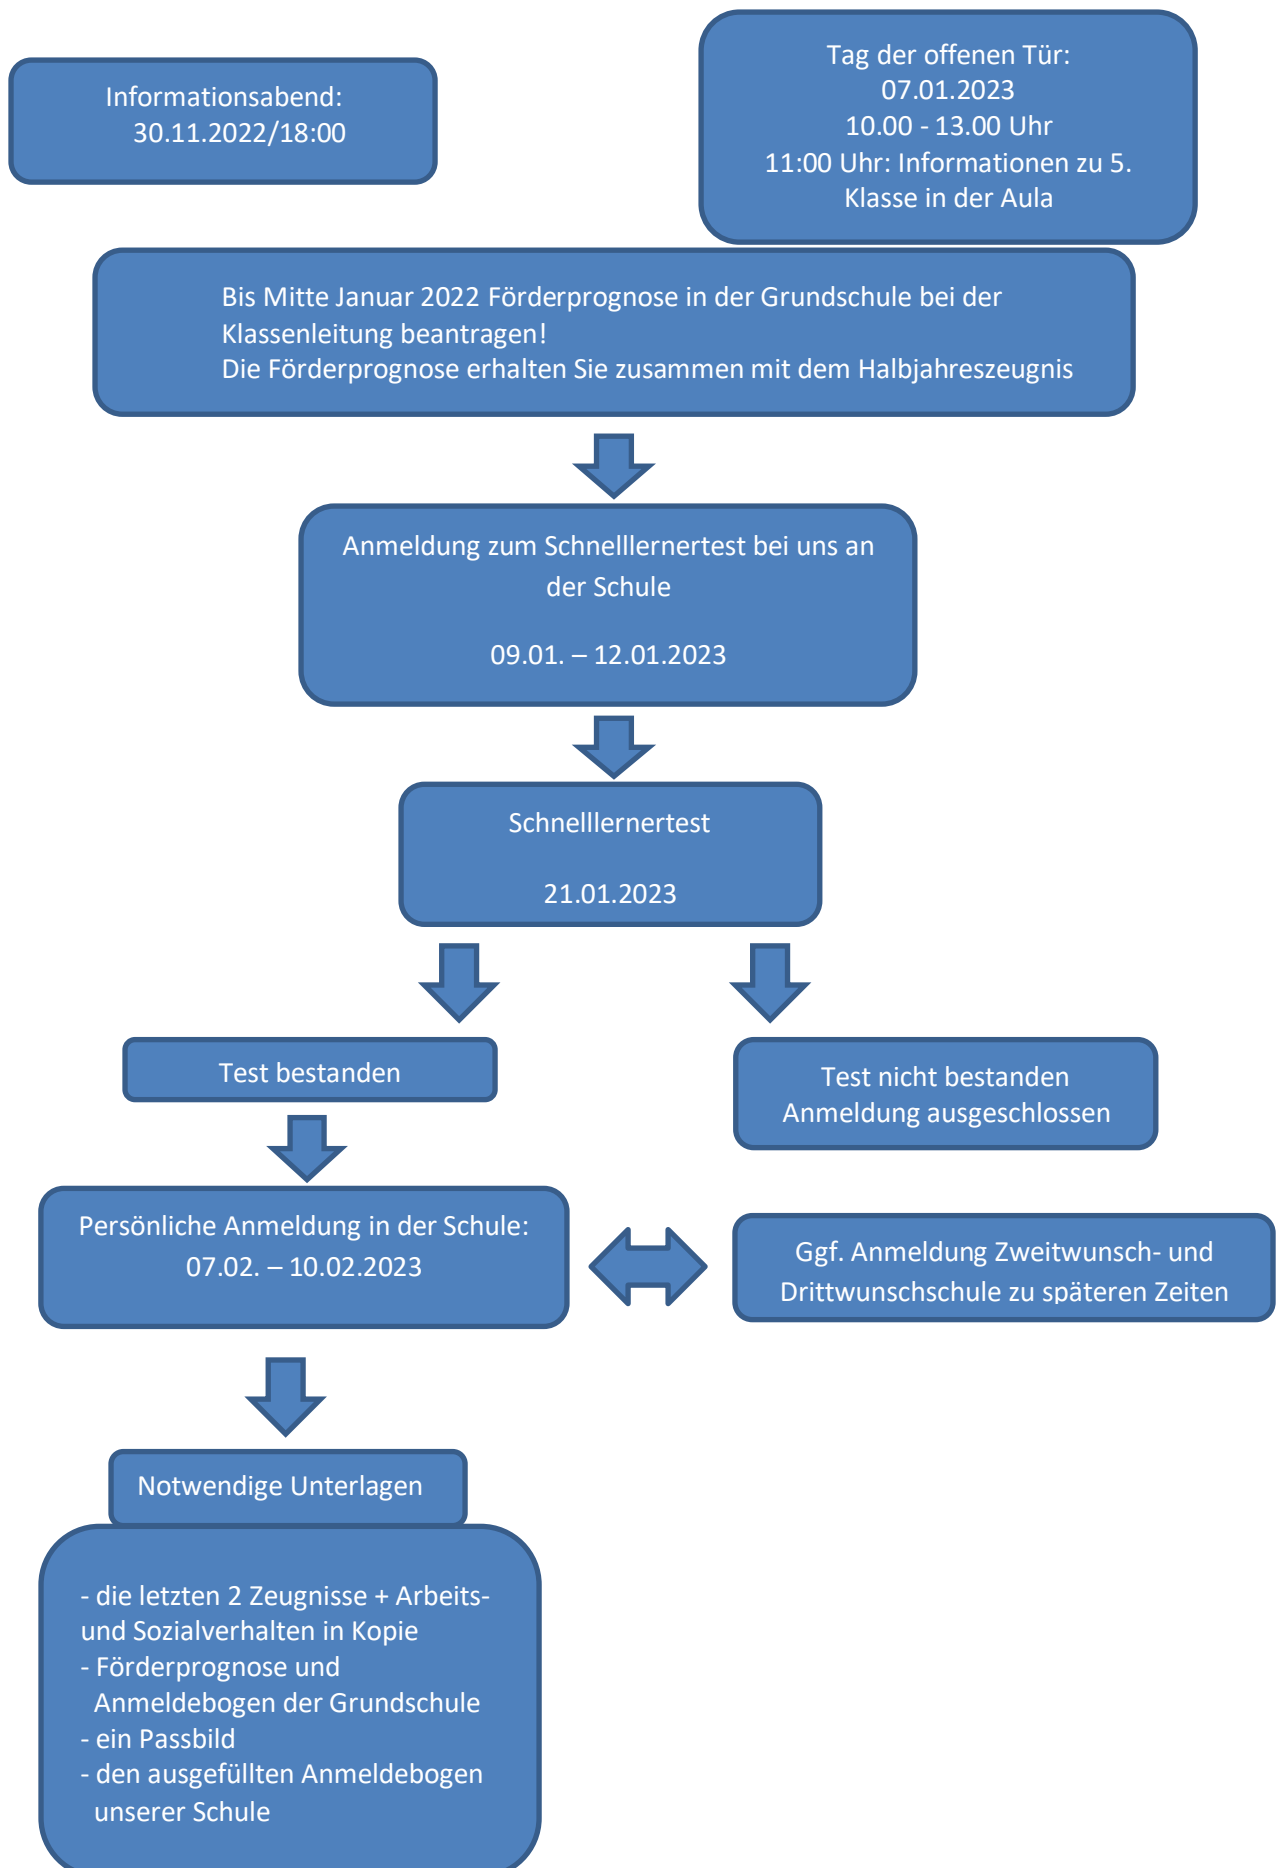 Informationsabend:
30.11.2022/18:00
Tag der offenen Tür:
07.01.2023
10.00 - 13.00 Uhr
11:00 Uhr: Informationen zu 5.
Klasse in der Aula
Bis Mitte Januar 2022 Förderprognose in der Grundschule bei der
Klassenleitung beantragen!
Die Förderprognose erhalten Sie zusammen mit dem Halbjahreszeugnis
Anmeldung zum Schnelllernertest bei uns an
der Schule
09.01. – 12.01.2023
Schnelllernertest
21.01.2023
Test bestanden
Test nicht bestanden
Anmeldung ausgeschlossen
Persönliche Anmeldung in der Schule:
07.02. – 10.02.2023
Ggf. Anmeldung Zweitwunsch- und
Drittwunschschule zu späteren Zeiten
Notwendige Unterlagen
- die letzten 2 Zeugnisse + Arbeits-
und Sozialverhalten in Kopie
- Förderprognose und
Anmeldebogen der Grundschule
- ein Passbild
- den ausgefüllten Anmeldebogen
unserer Schule